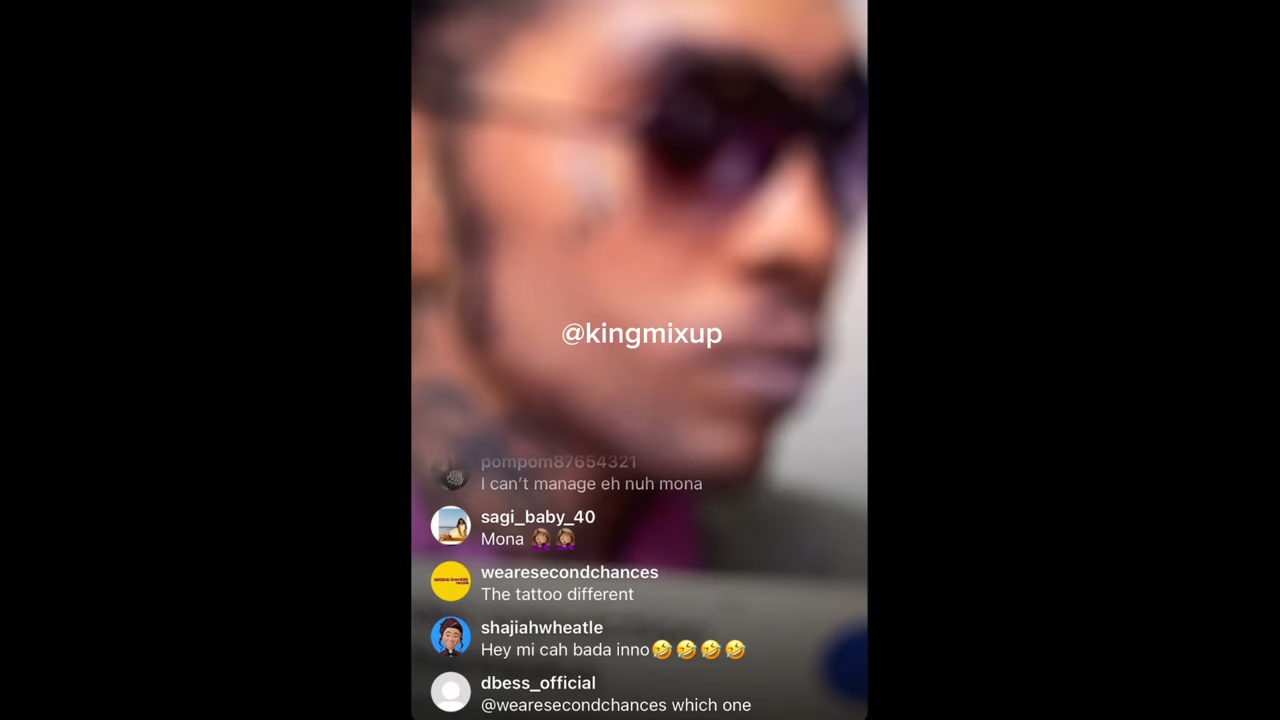 @kingmixup
pompom87654321
I can't manage eh nuh mona
sagi_baby_40
Mona 🤦🏽‍♀️🤦🏽‍♀️
wearesecondchances
The tattoo different
shajiahwheatle
Hey mi cah bada inno🤣🤣🤣🤣
dbess_official
@wearesecondchances which one